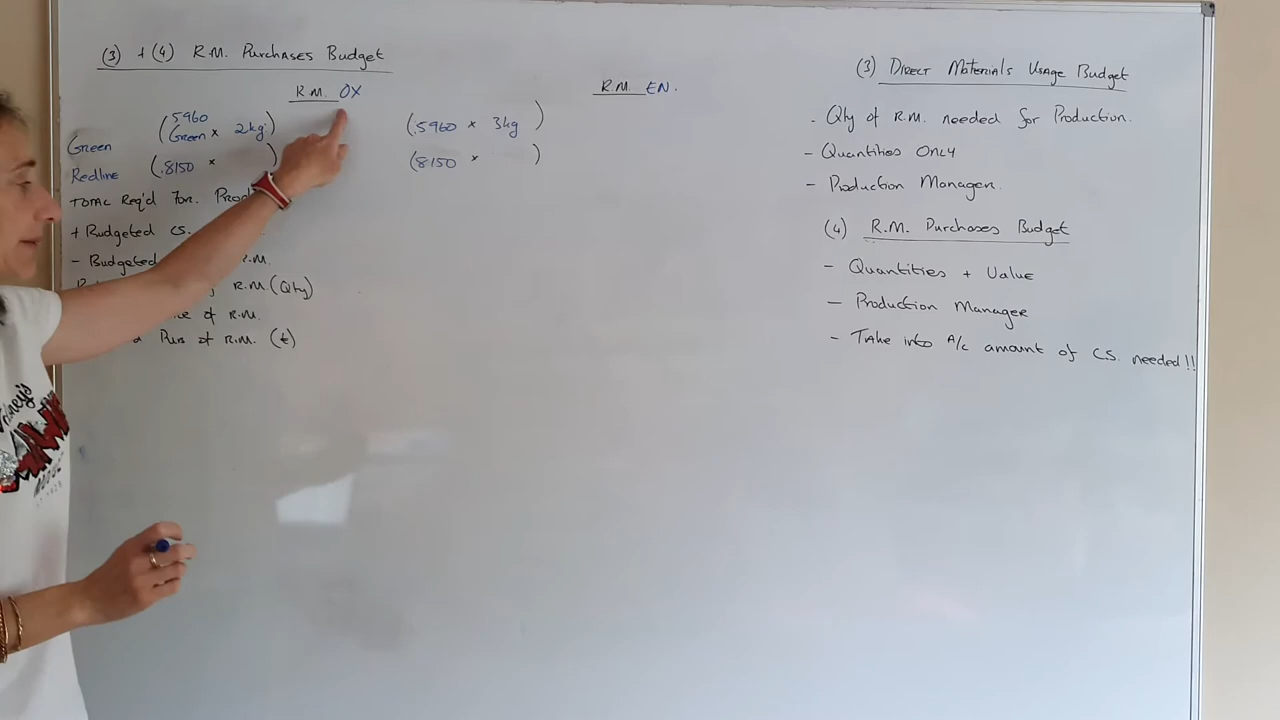 (3) + (4) R.M. Purchases Budget
R.M. OX
R.M. EN.
5960
Green (Green × 2kg.) (.5960 × 3kg )
Redline (.8150 × ) (8150 × )
TOTAL Req'd For.
+ Budgeted CS.
- Budgeted R.M.
R.M. (Qty)
of R.M.
Purs of R.M. (€)
(3) Direct Materials Usage Budget
- Qty of R.M. needed for Production.
- Quantities Only
- Production Manager.
(4) R.M. Purchases Budget
- Quantities + Value
- Production Manager
- Take into A/c amount of C.S. needed!!